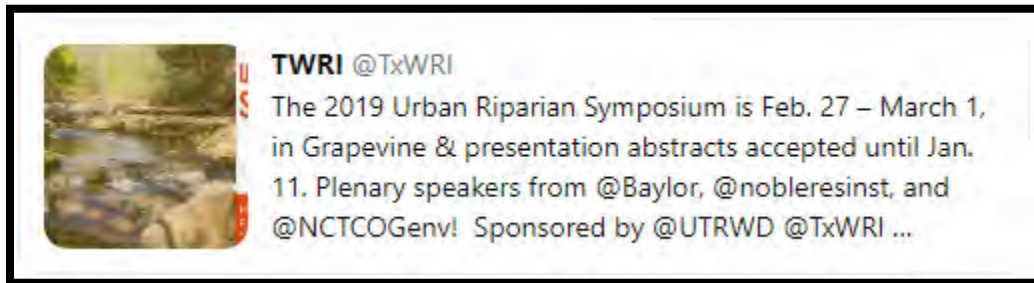 TWRI @TxWRI
The 2019 Urban Riparian Symposium is Feb. 27 – March 1,
in Grapevine & presentation abstracts accepted until Jan.
11. Plenary speakers from @Baylor, @nobleresinst, and
@NCTCOGenv!  Sponsored by @UTRWD @TxWRI ...